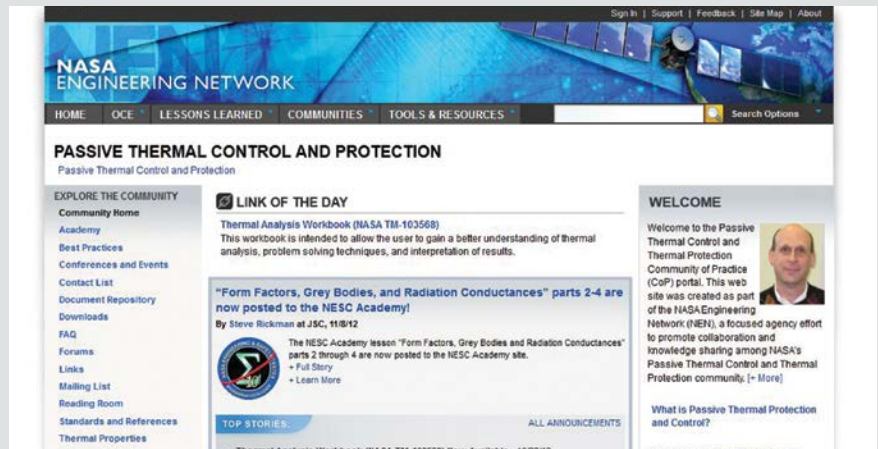 Sign In | Support | Feedback | Site Map | About
NASA
ENGINEERING NETWORK
HOME OCE LESSONS LEARNED COMMUNITIES TOOLS & RESOURCES Search Options
PASSIVE THERMAL CONTROL AND PROTECTION
Passive Thermal Control and Protection
EXPLORE THE COMMUNITY
Community Home
Academy
Best Practices
Conferences and Events
Contact List
Document Repository
Downloads
FAQ
Forums
Links
Mailing List
Reading Room
Standards and References
Thermal Properties
LINK OF THE DAY
Thermal Analysis Workbook (NASA TM-103568)
This workbook is intended to allow the user to gain a better understanding of thermal
analysis, problem solving techniques, and interpretation of results.
"Form Factors, Grey Bodies, and Radiation Conductances" parts 2-4 are
now posted to the NESC Academy!
By Steve Rickman at JSC, 11/8/12
The NESC Academy lesson "Form Factors, Grey Bodies and Radiation Conductances"
parts 2 through 4 are now posted to the NESC Academy site.
+ Full Story
+ Learn More
TOP STORIES: ALL ANNOUNCEMENTS
WELCOME
Welcome to the Passive
Thermal Control and
Thermal Protection
Community of Practice
(CoP) portal. This web
site was created as part
of the NASA Engineering
Network (NEN), a focused agency effort
to promote collaboration and
knowledge sharing among NASA's
Passive Thermal Control and Thermal
Protection community. [+ More]
What is Passive Thermal Protection
and Control?